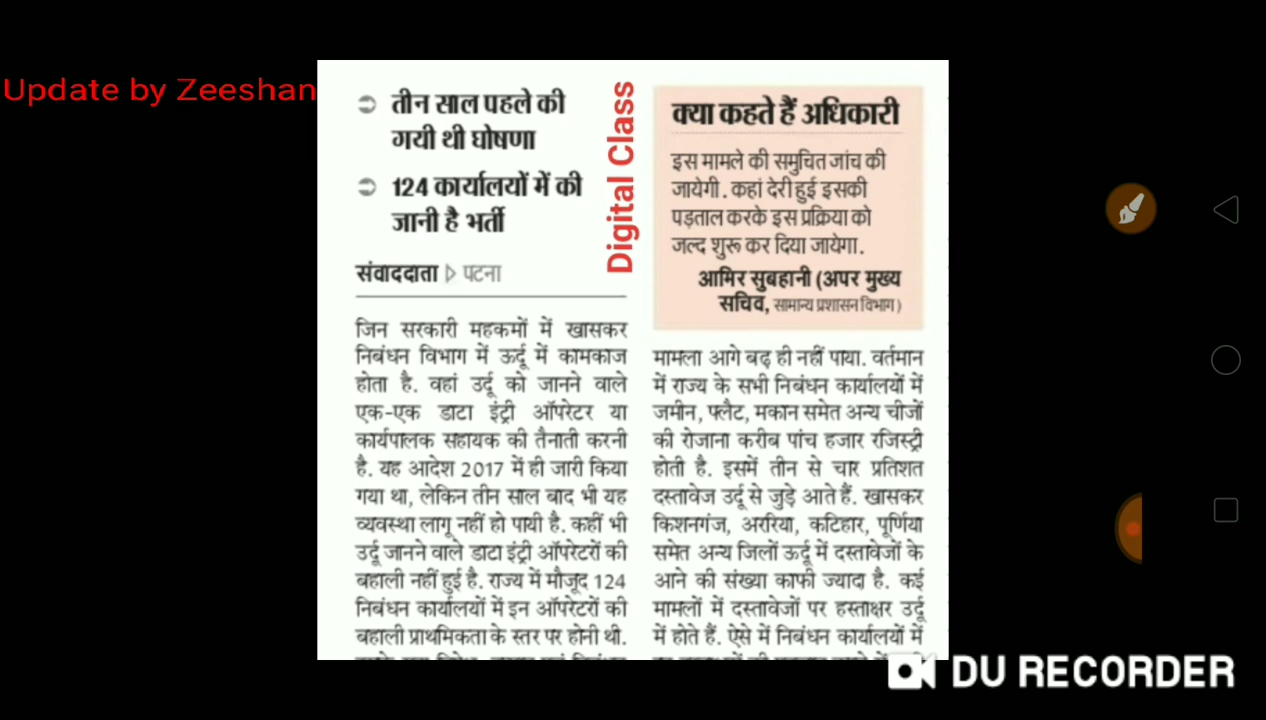 Update by Zeeshan
तीन साल पहले की
गयी थी घोषणा
124 कार्यालयों में की
जानी है भर्ती
Digital Class
संवाददाता ▷ पटना
जिन सरकारी महकमों में खासकर
निबंधन विभाग में ऊर्दू में कामकाज
होता है. वहां उर्दू को जानने वाले
एक-एक डाटा इंट्री ऑपरेटर या
कार्यपालक सहायक की तैनाती करनी
है. यह आदेश 2017 में ही जारी किया
गया था, लेकिन तीन साल बाद भी यह
व्यवस्था लागू नहीं हो पायी है. कहीं भी
उर्दू जानने वाले डाटा इंट्री ऑपरेटरों की
बहाली नहीं हुई है. राज्य में मौजूद 124
निबंधन कार्यालयों में इन ऑपरेटरों की
बहाली प्राथमिकता के स्तर पर होनी थी.
क्या कहते हैं अधिकारी
इस मामले की समुचित जांच की
जायेगी. कहां देरी हुई इसकी
पड़ताल करके इस प्रक्रिया को
जल्द शुरू कर दिया जायेगा.
आमिर सुबहानी (अपर मुख्य
सचिव, सामान्य प्रशासन विभाग)
मामला आगे बढ़ ही नहीं पाया. वर्तमान
में राज्य के सभी निबंधन कार्यालयों में
जमीन, फ्लैट, मकान समेत अन्य चीजों
की रोजाना करीब पांच हजार रजिस्ट्री
होती है. इसमें तीन से चार प्रतिशत
दस्तावेज उर्दू से जुड़े आते हैं. खासकर
किशनगंज, अररिया, कटिहार, पूर्णिया
समेत अन्य जिलों ऊर्दू में दस्तावेजों के
आने की संख्या काफी ज्यादा है. कई
मामलों में दस्तावेजों पर हस्ताक्षर उर्दू
में होते हैं. ऐसे में निबंधन कार्यालयों में
DU RECORDER